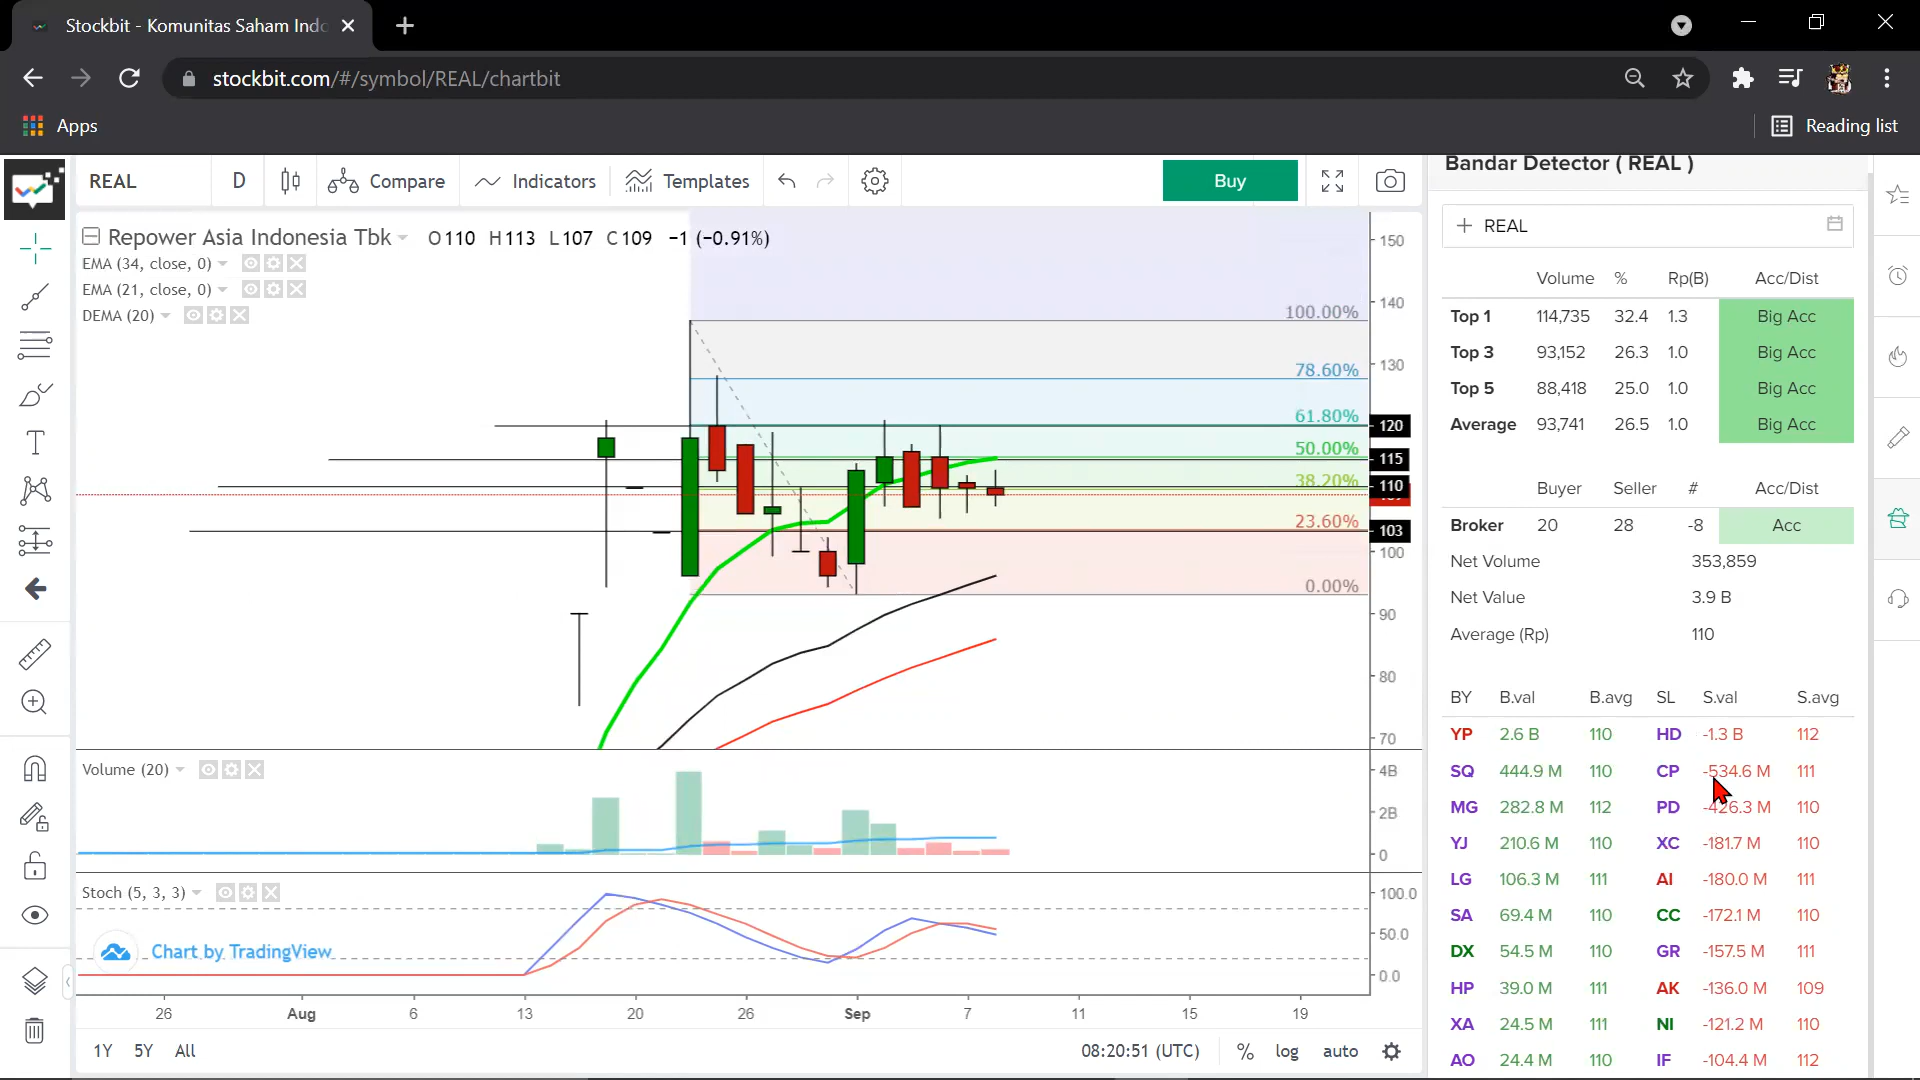 Stockbit - Komunitas Saham Indo
stockbit.com/#/symbol/REAL/chartbit
Apps
Reading list
REAL D Compare Indicators Templates Buy
Repower Asia Indonesia Tbk O110 H113 L107 C109 −1 (−0.91%)
EMA (34, close, 0)
EMA (21, close, 0)
DEMA (20)
150
100.00%
140
78.60%
130
61.80%
120
50.00%
115
38.20%
110
23.60%
103
100
0.00%
90
80
70
Volume (20)
4B
2B
0
Stoch (5, 3, 3)
100.0
50.0
0.0
Chart by TradingView
26 Aug 6 13 20 26 Sep 7 11 15 19
1Y 5Y All 08:20:51 (UTC) % log auto
Bandar Detector ( REAL )
REAL
Volume % Rp(B) Acc/Dist
Top 1 114,735 32.4 1.3 Big Acc
Top 3 93,152 26.3 1.0 Big Acc
Top 5 88,418 25.0 1.0 Big Acc
Average 93,741 26.5 1.0 Big Acc
Buyer Seller # Acc/Dist
Broker 20 28 -8 Acc
Net Volume 353,859
Net Value 3.9 B
Average (Rp) 110
BY B.val B.avg SL S.val S.avg
YP 2.6 B 110 HD -1.3 B 112
SQ 444.9 M 110 CP -534.6 M 111
MG 282.8 M 112 PD -426.3 M 110
YJ 210.6 M 110 XC -181.7 M 110
LG 106.3 M 111 AI -180.0 M 111
SA 69.4 M 110 CC -172.1 M 110
DX 54.5 M 110 GR -157.5 M 111
HP 39.0 M 111 AK -136.0 M 109
XA 24.5 M 111 NI -121.2 M 110
AO 24.4 M 110 IF -104.4 M 112